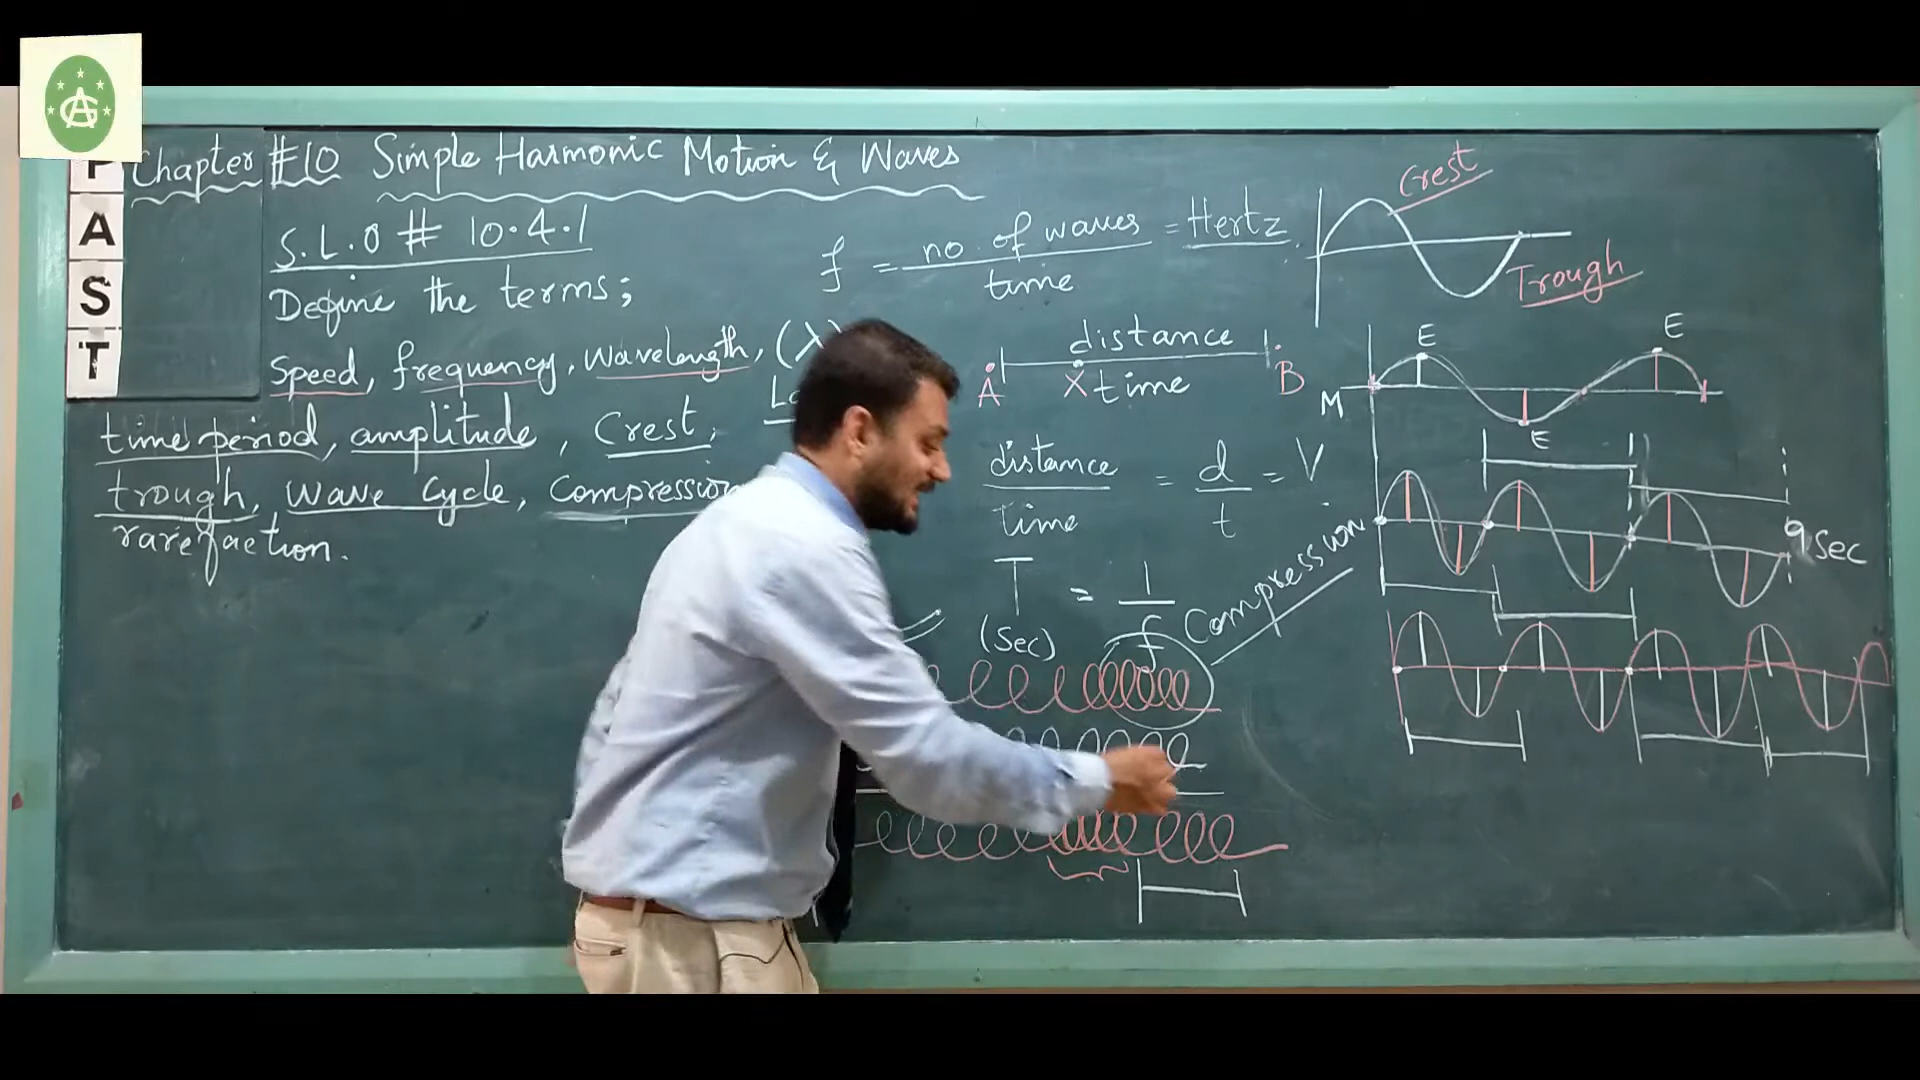 AG
P
A
S
T
Chapter #10 Simple Harmonic Motion & Waves
S.L.O # 10.4.1
Define the terms;
Speed, frequency, wavelength, (λ)
time period, amplitude, Crest,
trough, Wave Cycle, Compression
rarefaction.
f = no. of waves = Hertz
time
distance
A X time B
distance = d = V
time t
T = 1
(Sec) f
Compression
Crest
Trough
E E
M
E
9 Sec